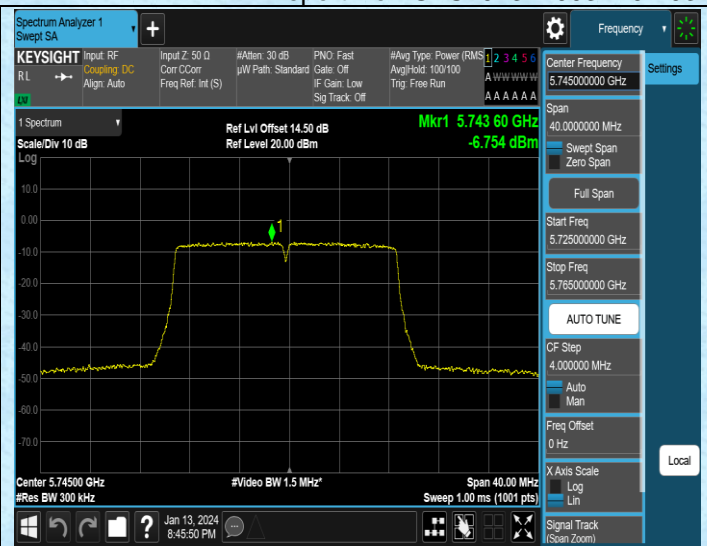 Spectrum Analyzer 1
Swept SA
+
Frequency
KEYSIGHT
RL
LXI
Input: RF
Coupling: DC
Align: Auto
Input Z: 50 Ω
Corr CCorr
Freq Ref: Int (S)
#Atten: 30 dB
µW Path: Standard
PNO: Fast
Gate: Off
IF Gain: Low
Sig Track: Off
#Avg Type: Power (RMS
Avg|Hold: 100/100
Trig: Free Run
1 2 3 4 5 6
A W W W W W
A A A A A A
1 Spectrum
Scale/Div 10 dB
Log
Ref Lvl Offset 14.50 dB
Ref Level 20.00 dBm
Mkr1 5.743 60 GHz
-6.754 dBm
10.0
0.00
-10.0
-20.0
-30.0
-40.0
-50.0
-60.0
-70.0
1
Center 5.74500 GHz
#Res BW 300 kHz
#Video BW 1.5 MHz*
Span 40.00 MHz
Sweep 1.00 ms (1001 pts)
?
Jan 13, 2024
8:45:50 PM
Center Frequency
5.745000000 GHz
Span
40.0000000 MHz
Swept Span
Zero Span
Full Span
Start Freq
5.725000000 GHz
Stop Freq
5.765000000 GHz
AUTO TUNE
CF Step
4.000000 MHz
Auto
Man
Freq Offset
0 Hz
X Axis Scale
Log
Lin
Signal Track
(Span Zoom)
Settings
Local